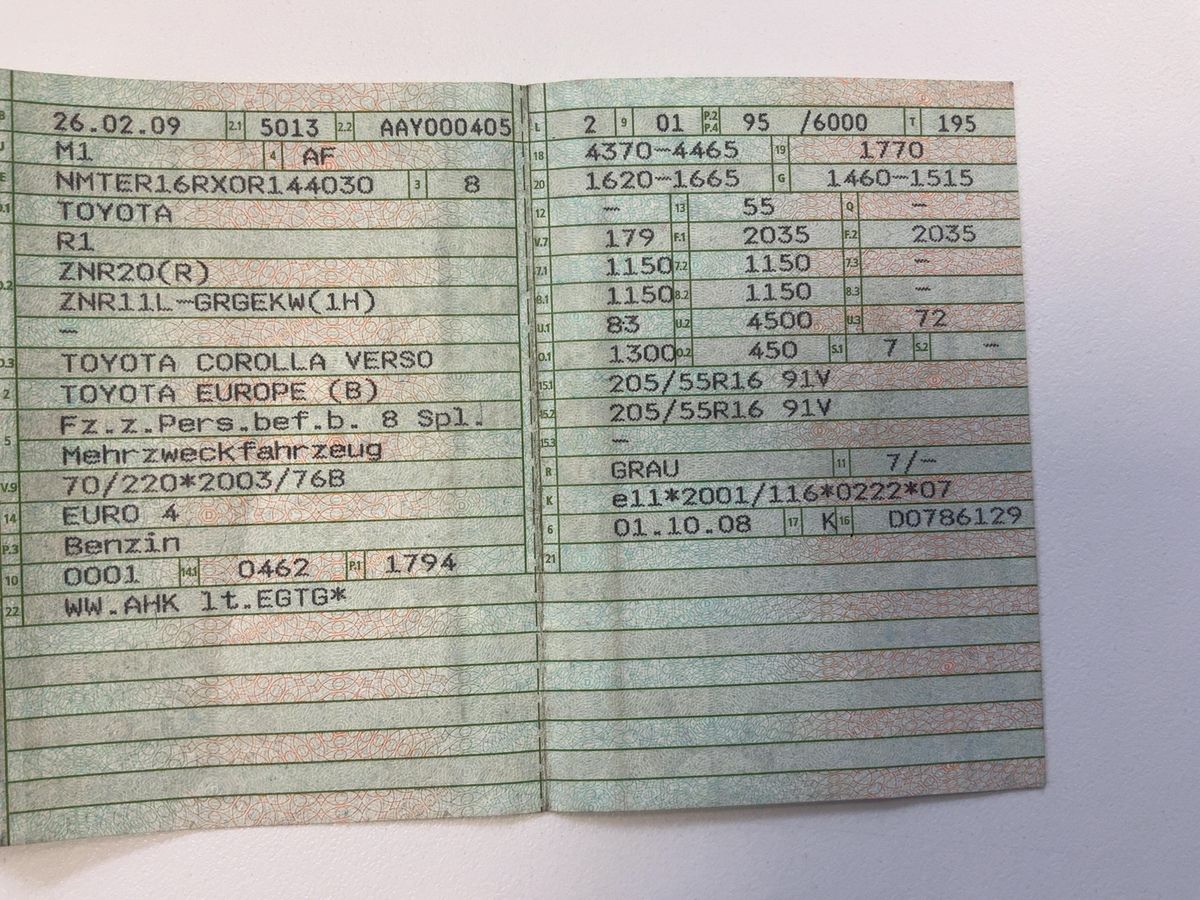 B 26.02.09 2.1 5013 2.2 AAY000405
J M1 4 AF
E NMTER16RX0R144030 3 8
D.1 TOYOTA
R1
D.2 ZNR20(R)
ZNR11L—GRGEKW(1H)
—
D.3 TOYOTA COROLLA VERSO
2 TOYOTA EUROPE (B)
5 Fz.z.Pers.bef.b. 8 Spl.
Mehrzweckfahrzeug
V.9 70/220*2003/76B
14 EURO 4
P.3 Benzin
10 0001 14.1 0462 P.1 1794
22 WW.AHK lt.EGTG*
L 2 9 01 P.2 P.4 95 /6000 T 195
18 4370—4465 19 1770
20 1620—1665 G 1460—1515
12 — 13 55 Q —
V.7 179 F.1 2035 F.2 2035
7.1 1150 7.2 1150 7.3 —
8.1 1150 8.2 1150 8.3 —
U.1 83 U.2 4500 U.3 72
O.1 1300 O.2 450 S.1 7 S.2 —
15.1 205/55R16 91V
15.2 205/55R16 91V
15.3 —
R GRAU 11 7/—
K e11*2001/116*0222*07
6 01.10.08 17 K 16 D0786129
21